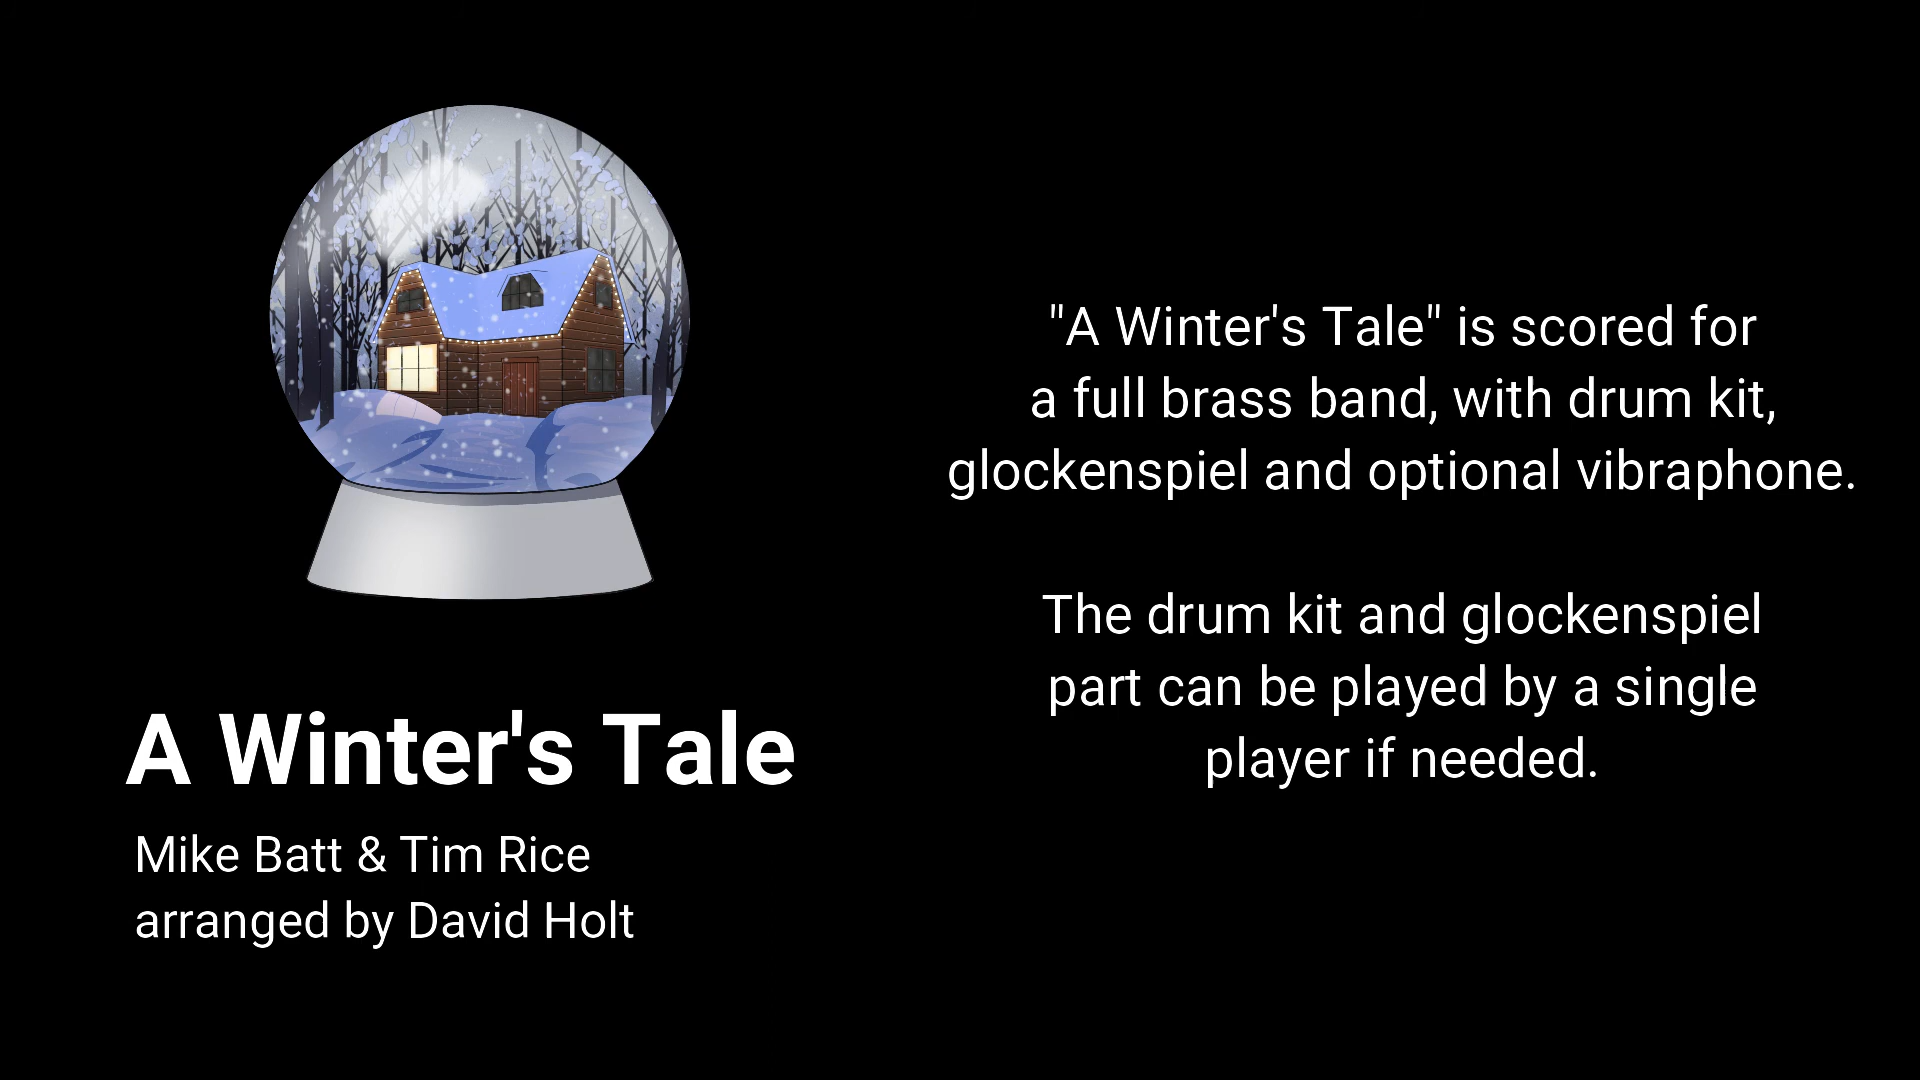 A Winter's Tale
Mike Batt & Tim Rice
arranged by David Holt
"A Winter's Tale" is scored for
a full brass band, with drum kit,
glockenspiel and optional vibraphone.
The drum kit and glockenspiel
part can be played by a single
player if needed.